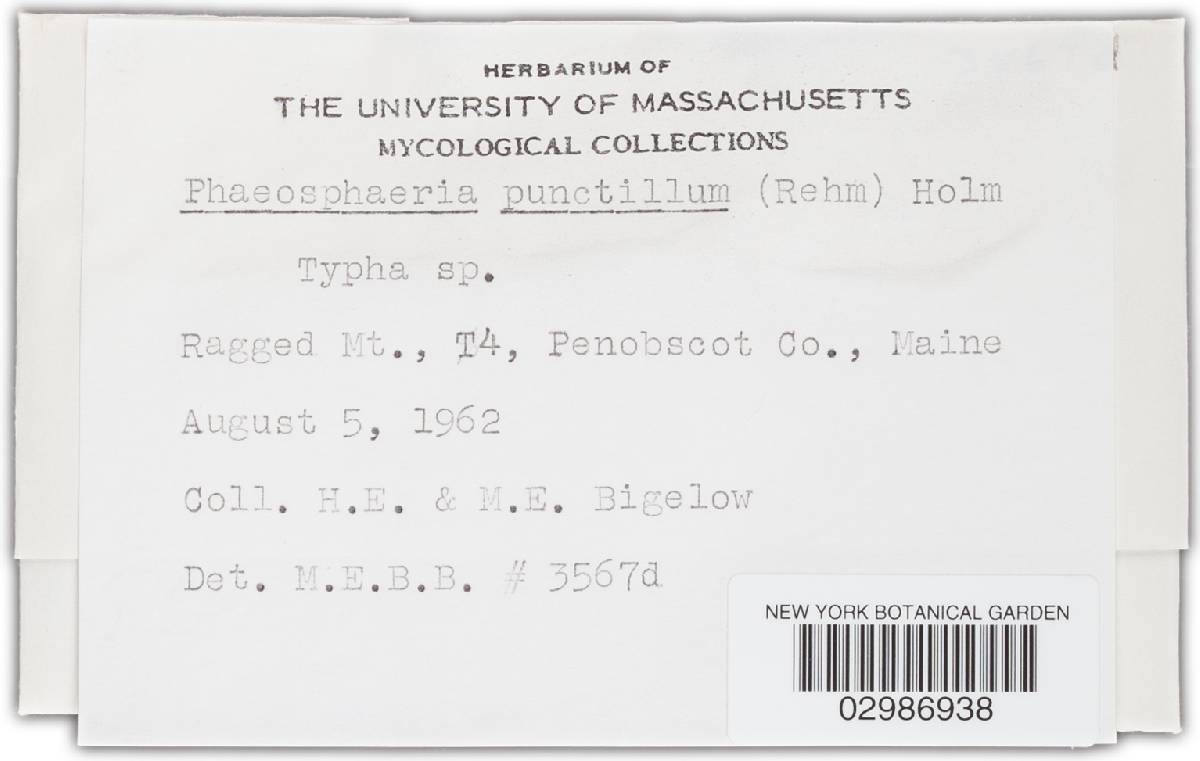 HERBARIUM OF
THE UNIVERSITY OF MASSACHUSETTS
MYCOLOGICAL COLLECTIONS
Phaeosphaeria punctillum (Rehm) Holm
Typha sp.
Ragged Mt., T4, Penobscot Co., Maine
August 5, 1962
Coll. H.E. & M.E. Bigelow
Det. M.E.B.B. # 3567d
NEW YORK BOTANICAL GARDEN
02986938